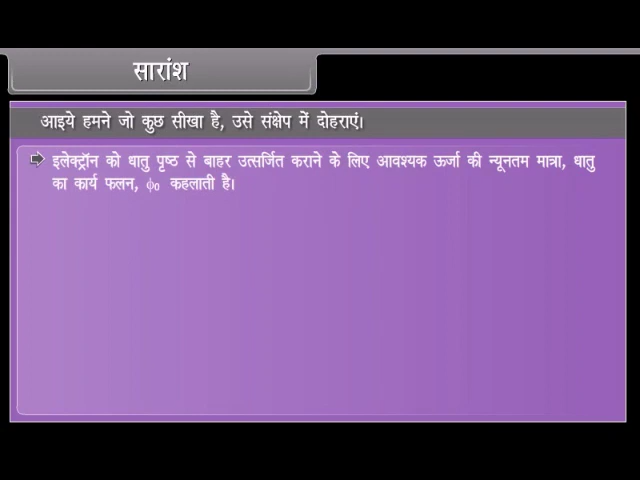 सारांश
आइये हमने जो कुछ सीखा है, उसे संक्षेप में दोहराएं।
इलेक्ट्रॉन को धातु पृष्ठ से बाहर उत्सर्जित कराने के लिए आवश्यक ऊर्जा की न्यूनतम मात्रा, धातु
का कार्य फलन, ϕ₀ कहलाती है।